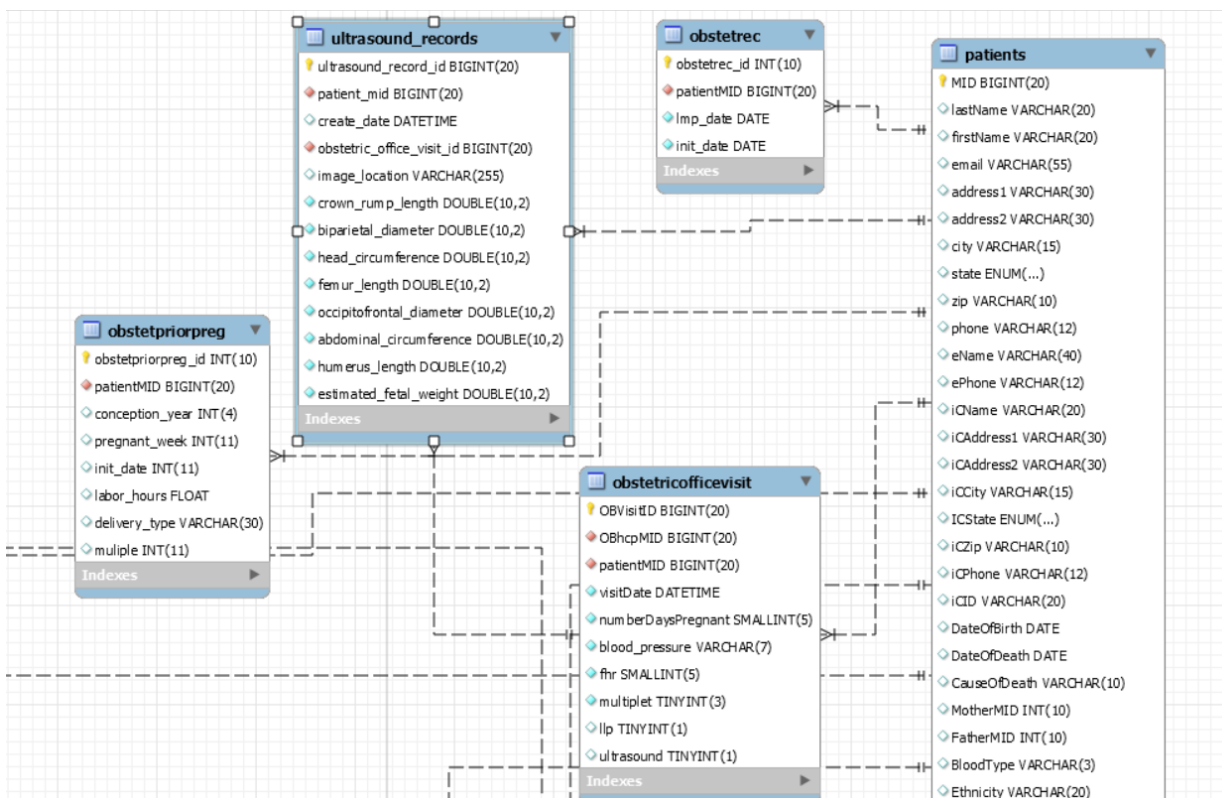 ultrasound_records
ultrasound_record_id BIGINT(20)
patient_mid BIGINT(20)
create_date DATETIME
obstetric_office_visit_id BIGINT(20)
image_location VARCHAR(255)
crown_rump_length DOUBLE(10,2)
biparietal_diameter DOUBLE(10,2)
head_circumference DOUBLE(10,2)
femur_length DOUBLE(10,2)
occipitofrontal_diameter DOUBLE(10,2)
abdominal_circumference DOUBLE(10,2)
humerus_length DOUBLE(10,2)
estimated_fetal_weight DOUBLE(10,2)
Indexes
obstetrec
obstetrec_id INT(10)
patientMID BIGINT(20)
lmp_date DATE
init_date DATE
Indexes
patients
MID BIGINT(20)
lastName VARCHAR(20)
firstName VARCHAR(20)
email VARCHAR(55)
address1 VARCHAR(30)
address2 VARCHAR(30)
city VARCHAR(15)
state ENUM(...)
zip VARCHAR(10)
phone VARCHAR(12)
eName VARCHAR(40)
ePhone VARCHAR(12)
iCName VARCHAR(20)
iCAddress1 VARCHAR(30)
iCAddress2 VARCHAR(30)
iCCity VARCHAR(15)
ICState ENUM(...)
iCZip VARCHAR(10)
iCPhone VARCHAR(12)
iCID VARCHAR(20)
DateOfBirth DATE
DateOfDeath DATE
CauseOfDeath VARCHAR(10)
MotherMID INT(10)
FatherMID INT(10)
BloodType VARCHAR(3)
Ethnicity VARCHAR(20)
obstetpriorpreg
obstetpriorpreg_id INT(10)
patientMID BIGINT(20)
conception_year INT(4)
pregnant_week INT(11)
init_date INT(11)
labor_hours FLOAT
delivery_type VARCHAR(30)
muliple INT(11)
Indexes
obstetricofficevisit
OBVisitID BIGINT(20)
OBhcpMID BIGINT(20)
patientMID BIGINT(20)
visitDate DATETIME
numberDaysPregnant SMALLINT(5)
blood_pressure VARCHAR(7)
fhr SMALLINT(5)
multiplet TINYINT(3)
llp TINYINT(1)
ultrasound TINYINT(1)
Indexes